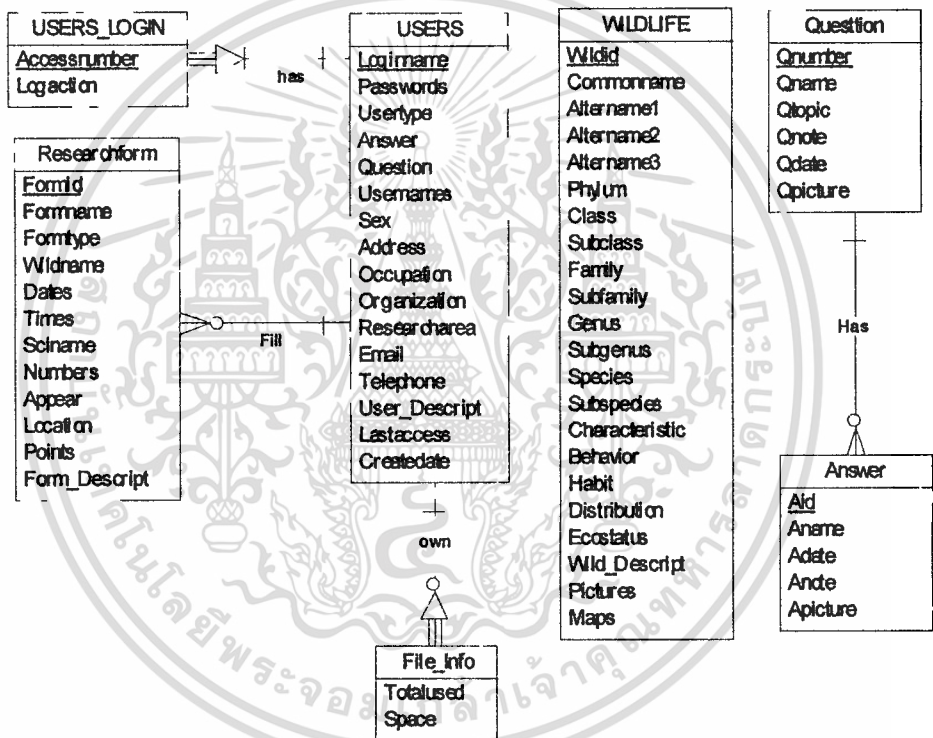 USERS_LOGIN
Accessnumber
Logaction
has
USERS
Loginname
Passwords
Usertype
Answer
Question
Usernames
Sex
Address
Occupation
Organization
Researcharea
Email
Telephone
User_Descript
Lastaccess
Createdate
WILDLIFE
Wildid
Commonname
Altername1
Altername2
Altername3
Phylum
Class
Subclass
Family
Subfamily
Genus
Subgenus
Species
Subspedies
Characteristic
Behavior
Habit
Distribution
Ecostatus
Wild_Descript
Pictures
Maps
Question
Qnumber
Qname
Qtopic
Qnote
Qdate
Qpicture
Researchform
Formid
Formname
Formtype
Wildname
Dates
Times
Sciname
Numbers
Appear
Location
Points
Form_Descript
Fill
Has
own
Answer
Aid
Aname
Adate
Anote
Apicture
File_Info
Totalused
Space